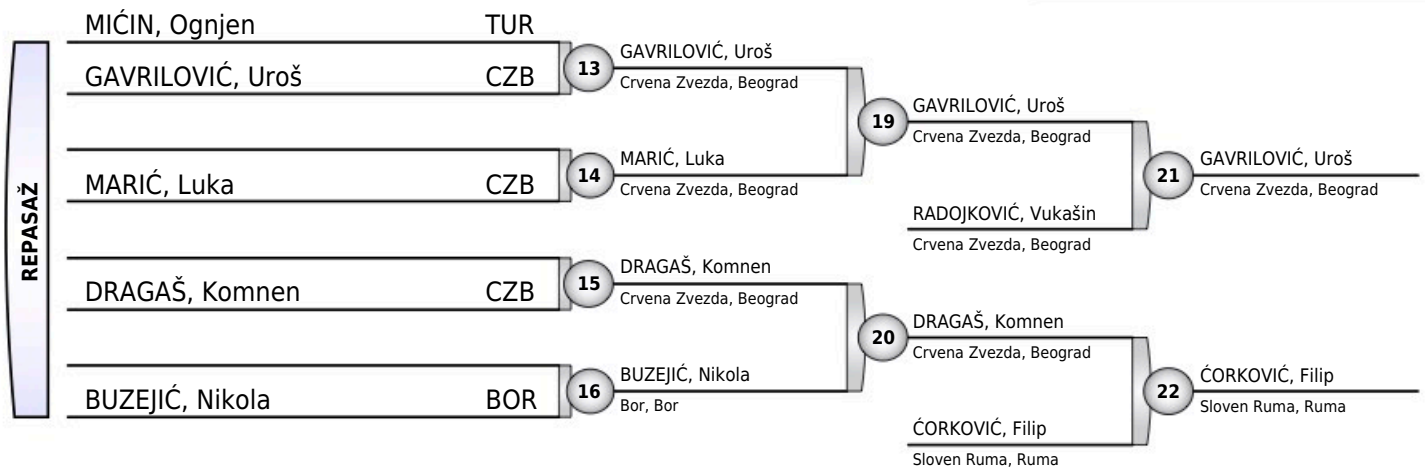 REPASAŽ
MIĆIN, Ognjen TUR
GAVRILOVIĆ, Uroš CZB
MARIĆ, Luka CZB
DRAGAŠ, Komnen CZB
BUZEJIĆ, Nikola BOR
13
GAVRILOVIĆ, Uroš
Crvena Zvezda, Beograd
14
MARIĆ, Luka
Crvena Zvezda, Beograd
15
DRAGAŠ, Komnen
Crvena Zvezda, Beograd
16
BUZEJIĆ, Nikola
Bor, Bor
19
GAVRILOVIĆ, Uroš
Crvena Zvezda, Beograd
RADOJKOVIĆ, Vukašin
Crvena Zvezda, Beograd
20
DRAGAŠ, Komnen
Crvena Zvezda, Beograd
ĆORKOVIĆ, Filip
Sloven Ruma, Ruma
21
GAVRILOVIĆ, Uroš
Crvena Zvezda, Beograd
22
ĆORKOVIĆ, Filip
Sloven Ruma, Ruma